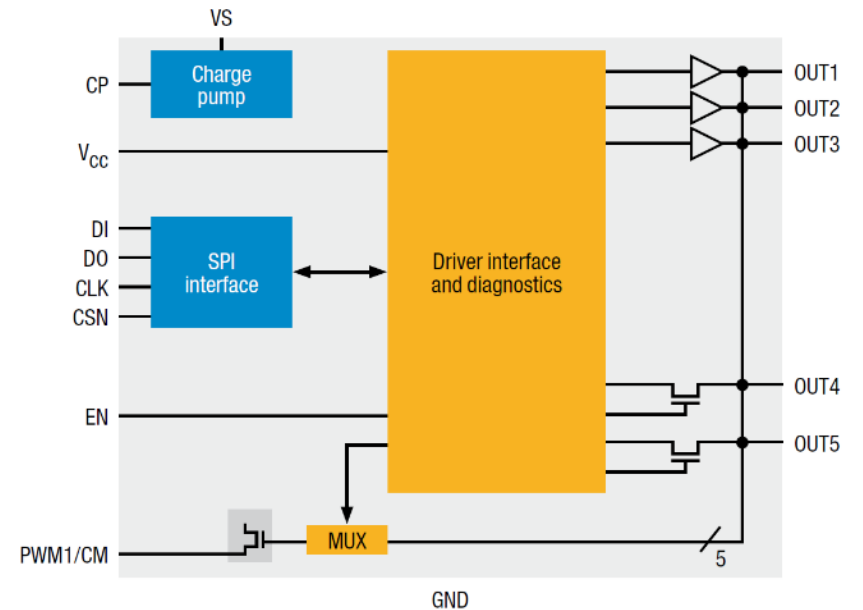 VS
CP
Charge
pump
OUT1
OUT2
OUT3
VCC
DI
DO
CLK
CSN
SPI
interface
Driver interface
and diagnostics
OUT4
EN
OUT5
MUX
PWM1/CM
5
GND